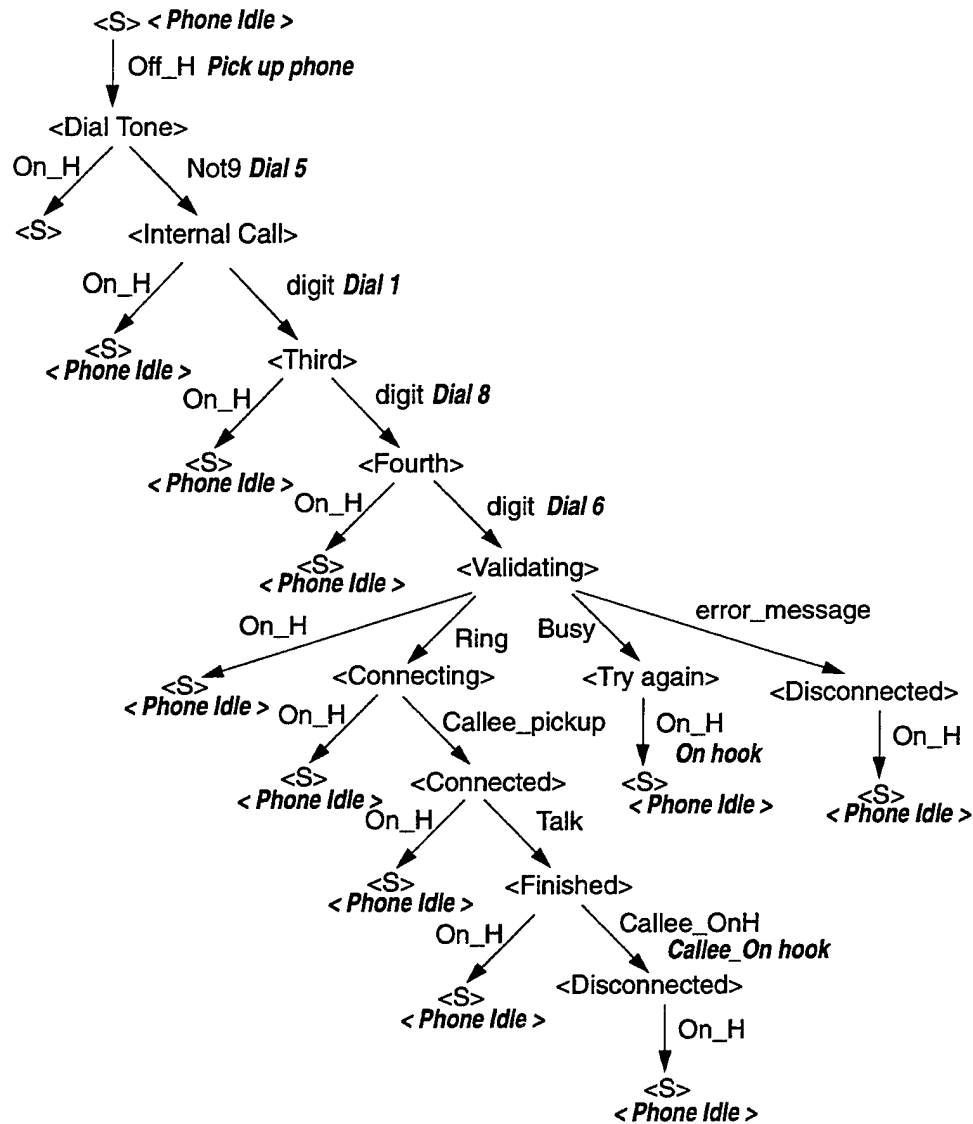 <S> < Phone Idle >
Off_H Pick up phone
<Dial Tone>
On_H
Not9 Dial 5
<S>
<Internal Call>
On_H
digit Dial 1
<S>
< Phone Idle >
<Third>
On_H
digit Dial 8
<S>
< Phone Idle >
<Fourth>
On_H
digit Dial 6
<S>
< Phone Idle >
<Validating>
On_H
Ring
Busy
error_message
<S>
< Phone Idle >
<Connecting>
<Try again>
<Disconnected>
On_H
Callee_pickup
On_H
On hook
On_H
<S>
< Phone Idle >
<Connected>
<S>
< Phone Idle >
<S>
< Phone Idle >
On_H
Talk
<S>
< Phone Idle >
<Finished>
On_H
Callee_OnH
Callee_On hook
<S>
< Phone Idle >
<Disconnected>
On_H
<S>
< Phone Idle >